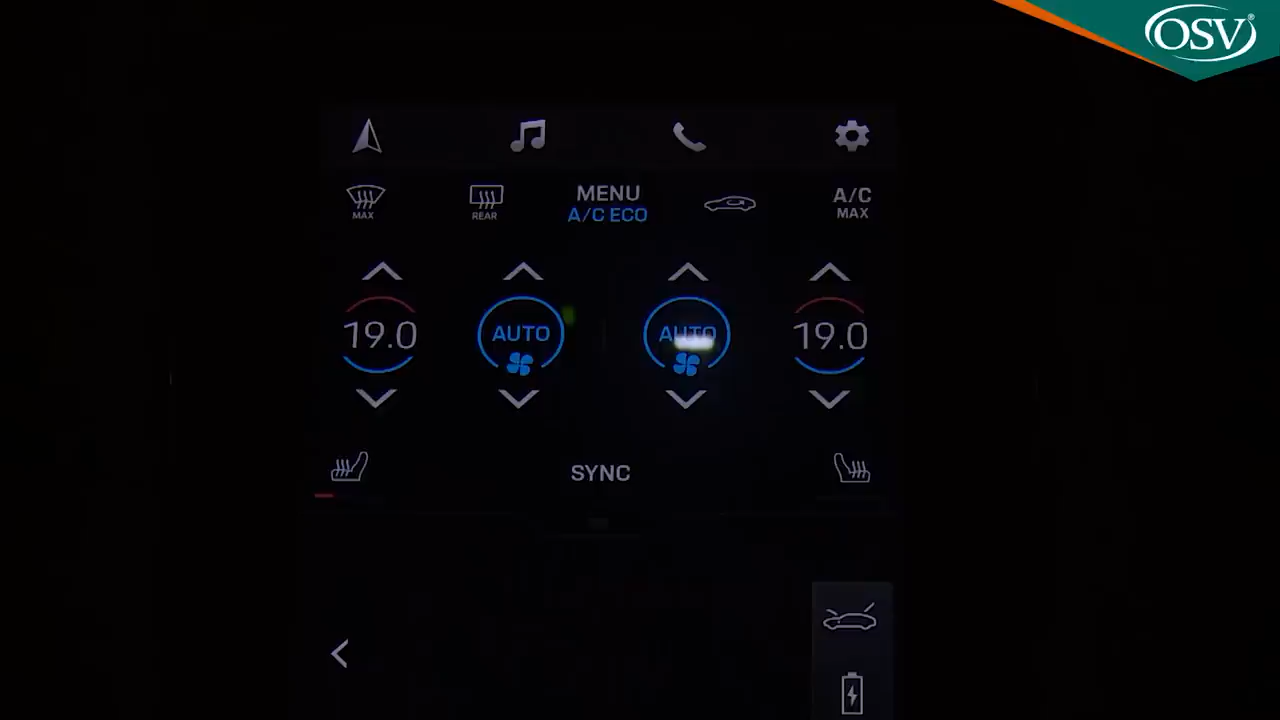 OSV®
MAX
REAR
MENU
A/C ECO
A/C
MAX
19.0
AUTO
AUTO
19.0
SYNC